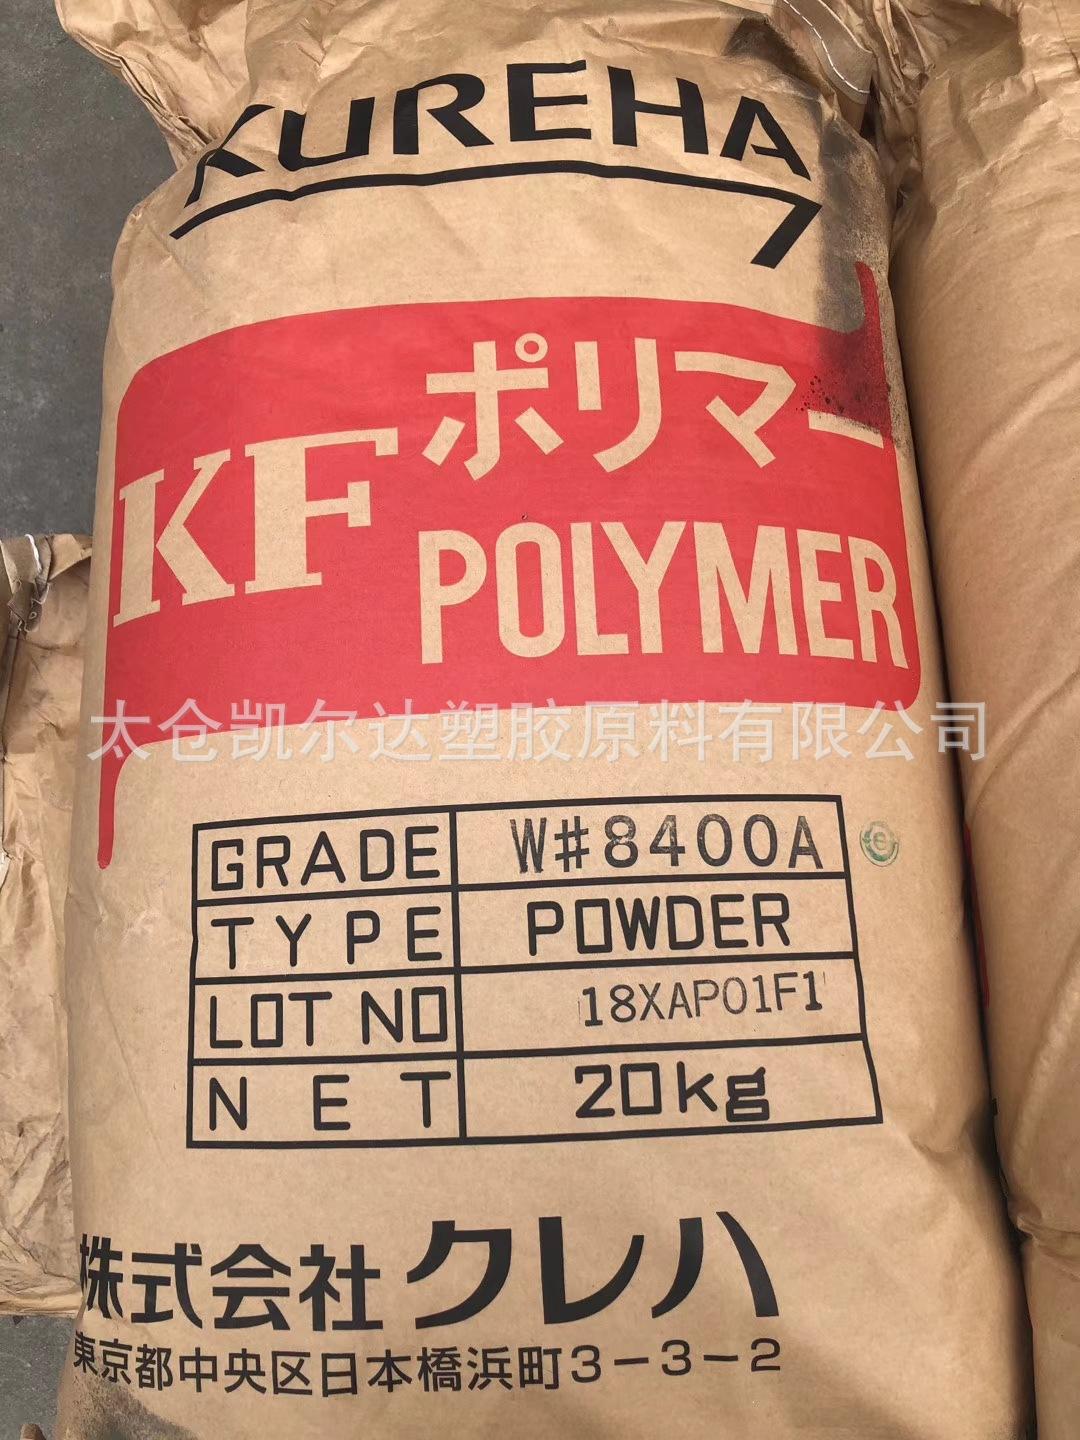 KUREHA
KF ポリマー
POLYMER
太仓凯尔达塑胶原料有限公司
GRADE W#8400A
e
TYPE POWDER
LOT NO 18XAP01F1
NET 20kg
株式会社クレハ
東京都中央区日本橋浜町3-3-2